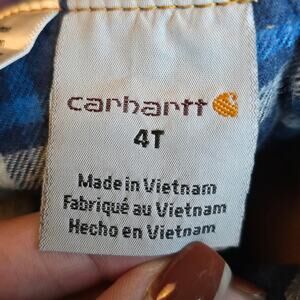 carhartt
4T
Made in Vietnam
Fabriqué au Vietnam
Hecho en Vietnam